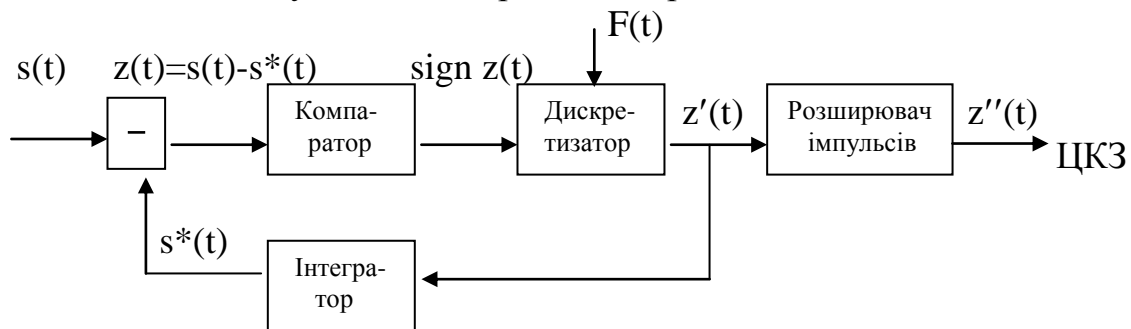 F(t)
s(t)
z(t)=s(t)-s*(t)
sign z(t)
−
Компа-
ратор
Дискре-
тизатор
z′(t)
Розширювач
імпульсів
z′′(t)
ЦКЗ
s*(t)
Інтегра-
тор